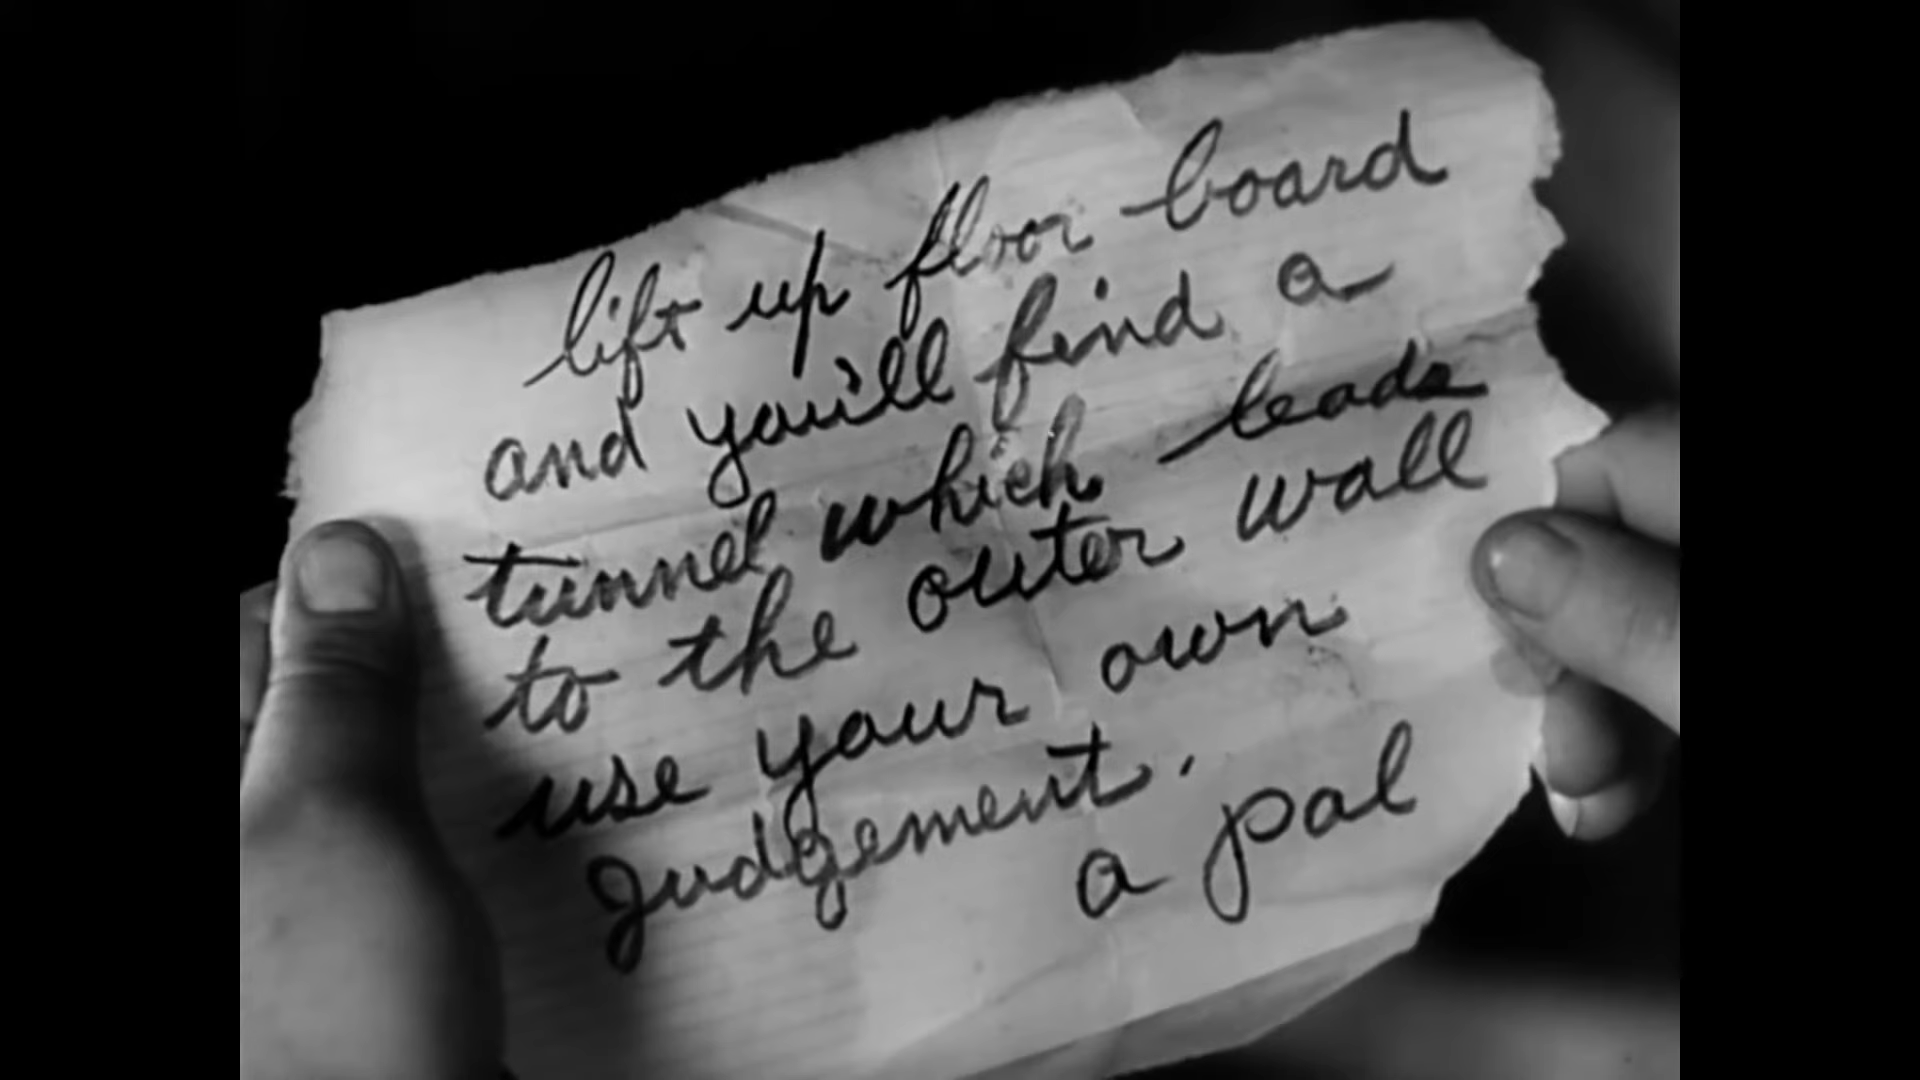 lift up floor board
and you'll find a
tunnel which leads
to the outer wall
use your own
Judgement.
a pal